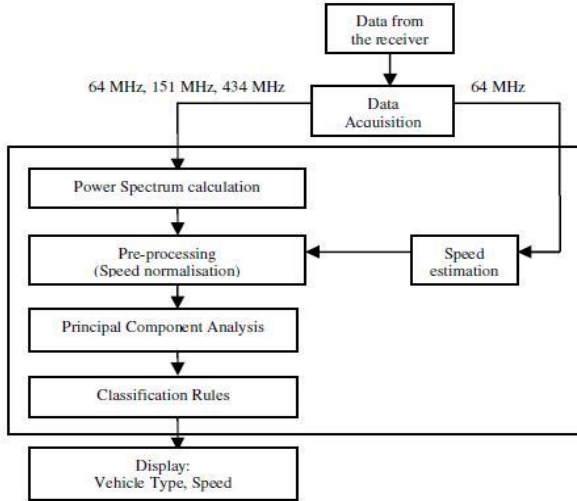 Data from
the receiver
64 MHz, 151 MHz, 434 MHz
64 MHz
Data
Acquisition
Power Spectrum calculation
Pre-processing
(Speed normalisation)
Speed
estimation
Principal Component Analysis
Classification Rules
Display:
Vehicle Type, Speed